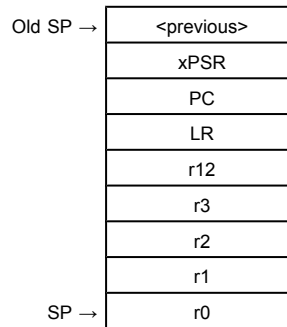 Old SP → <previous>
xPSR
PC
LR
r12
r3
r2
r1
SP → r0